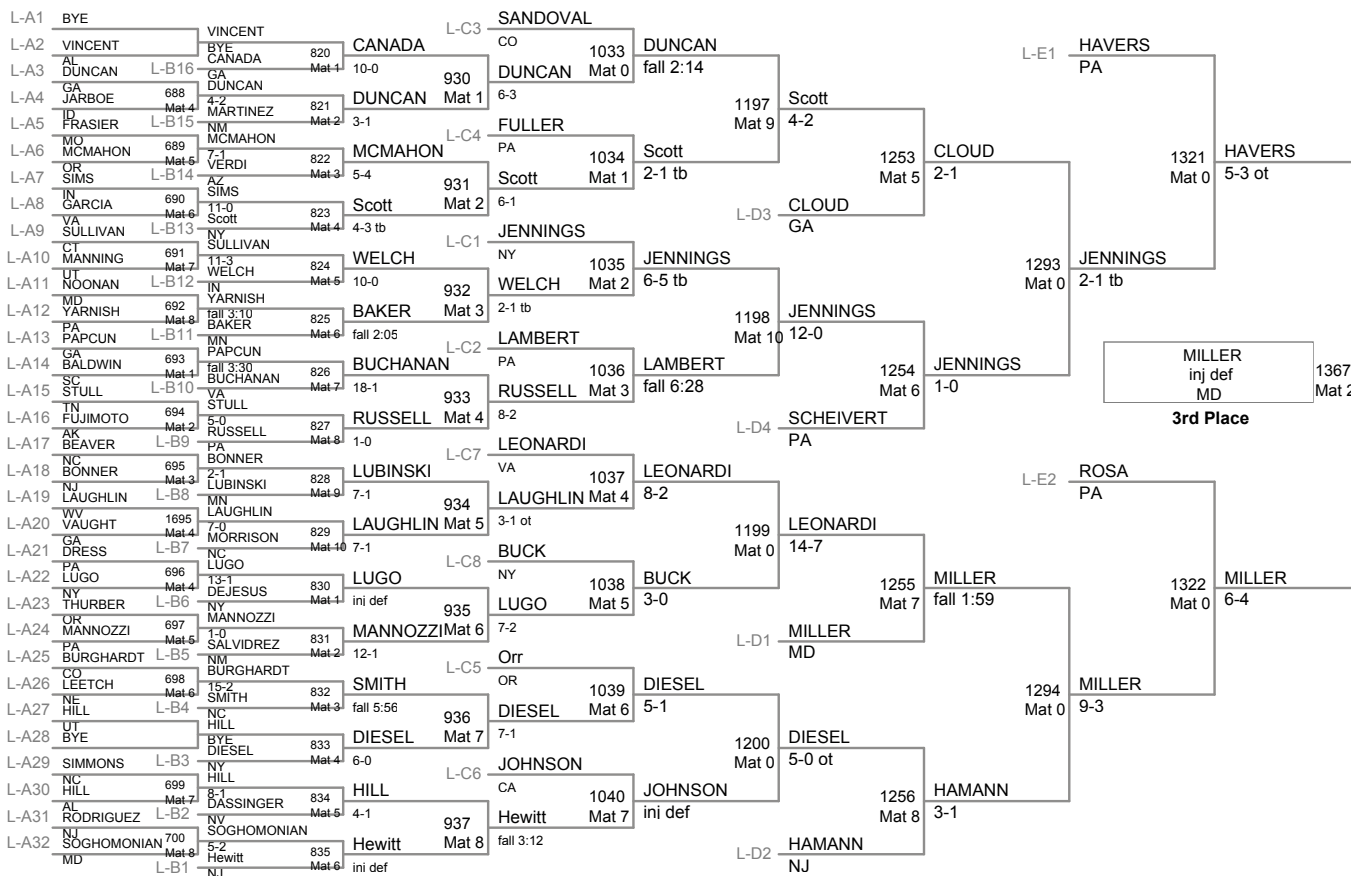 L-A1 BYE
L-A2 VINCENT
AL
L-A3 DUNCAN
GA
L-A4 JARBOE
ID
L-A5 FRASIER
MO
L-A6 MCMAHON
OR
L-A7 SIMS
IN
L-A8 GARCIA
VA
L-A9 SULLIVAN
CT
L-A10 MANNING
UT
L-A11 NOONAN
MD
L-A12 YARNISH
PA
L-A13 PAPCUN
GA
L-A14 BALDWIN
SC
L-A15 STULL
TN
L-A16 FUJIMOTO
AK
L-A17 BEAVER
NC
L-A18 BONNER
NJ
L-A19 LAUGHLIN
WV
L-A20 VAUGHT
GA
L-A21 DRESS
PA
L-A22 LUGO
NY
L-A23 THURBER
OR
L-A24 MANNOZZI
PA
L-A25 BURGHARDT
CO
L-A26 LEETCH
NE
L-A27 HILL
UT
L-A28 BYE
L-A29 SIMMONS
NC
L-A30 HILL
AL
L-A31 RODRIGUEZ
NJ
L-A32 SOGHOMONIAN
MD
688
Mat 4
689
Mat 5
690
Mat 6
691
Mat 7
692
Mat 8
693
Mat 1
694
Mat 2
695
Mat 3
1695
Mat 4
696
Mat 4
697
Mat 5
698
Mat 6
699
Mat 7
700
Mat 8
VINCENT
BYE
L-B16 CANADA
GA
DUNCAN
4-2
L-B15 MARTINEZ
NM
MCMAHON
7-1
L-B14 VERDI
AZ
SIMS
11-0
L-B13 Scott
NY
SULLIVAN
11-3
L-B12 WELCH
IN
YARNISH
fall 3:10
L-B11 BAKER
MN
PAPCUN
fall 3:30
L-B10 BUCHANAN
VA
STULL
5-0
L-B9 RUSSELL
PA
BONNER
2-1
L-B8 LUBINSKI
MN
LAUGHLIN
7-0
L-B7 MORRISON
NC
LUGO
13-1
L-B6 DEJESUS
NY
MANNOZZI
1-0
L-B5 SALVIDREZ
NM
BURGHARDT
15-2
L-B4 SMITH
NC
HILL
BYE
L-B3 DIESEL
NY
HILL
8-1
L-B2 DASSINGER
NV
SOGHOMONIAN
5-2
L-B1 Hewitt
NJ
820
Mat 1
821
Mat 2
822
Mat 3
823
Mat 4
824
Mat 5
825
Mat 6
826
Mat 7
827
Mat 8
828
Mat 9
829
Mat 10
830
Mat 1
831
Mat 2
832
Mat 3
833
Mat 4
834
Mat 5
835
Mat 6
CANADA
10-0
DUNCAN
3-1
MCMAHON
5-4
Scott
4-3 tb
WELCH
10-0
BAKER
fall 2:05
BUCHANAN
18-1
RUSSELL
1-0
LUBINSKI
7-1
LAUGHLIN
7-1
LUGO
inj def
MANNOZZI
12-1
SMITH
fall 5:56
DIESEL
6-0
HILL
4-1
Hewitt
inj def
930
Mat 1
931
Mat 2
932
Mat 3
933
Mat 4
934
Mat 5
935
Mat 6
936
Mat 7
937
Mat 8
L-C3 SANDOVAL
CO
DUNCAN
6-3
L-C4 FULLER
PA
Scott
6-1
L-C1 JENNINGS
NY
WELCH
2-1 tb
L-C2 LAMBERT
PA
RUSSELL
8-2
L-C7 LEONARDI
VA
LAUGHLIN
3-1 ot
L-C8 BUCK
NY
LUGO
7-2
L-C5 Orr
OR
DIESEL
7-1
L-C6 JOHNSON
CA
Hewitt
fall 3:12
1033
Mat 0
1034
Mat 1
1035
Mat 2
1036
Mat 3
1037
Mat 4
1038
Mat 5
1039
Mat 6
1040
Mat 7
DUNCAN
fall 2:14
Scott
2-1 tb
JENNINGS
6-5 tb
LAMBERT
fall 6:28
LEONARDI
8-2
BUCK
3-0
DIESEL
5-1
JOHNSON
inj def
1197
Mat 9
1198
Mat 10
1199
Mat 0
1200
Mat 0
Scott
4-2
L-D3 CLOUD
GA
JENNINGS
12-0
L-D4 SCHEIVERT
PA
LEONARDI
14-7
L-D1 MILLER
MD
DIESEL
5-0 ot
L-D2 HAMANN
NJ
1253
Mat 5
1254
Mat 6
1255
Mat 7
1256
Mat 8
CLOUD
2-1
JENNINGS
1-0
MILLER
fall 1:59
HAMANN
3-1
1293
Mat 0
1294
Mat 0
L-E1 HAVERS
PA
JENNINGS
2-1 tb
L-E2 ROSA
PA
MILLER
9-3
1321
Mat 0
1322
Mat 0
HAVERS
5-3 ot
MILLER
6-4
MILLER
inj def
MD
3rd Place
1367
Mat 2